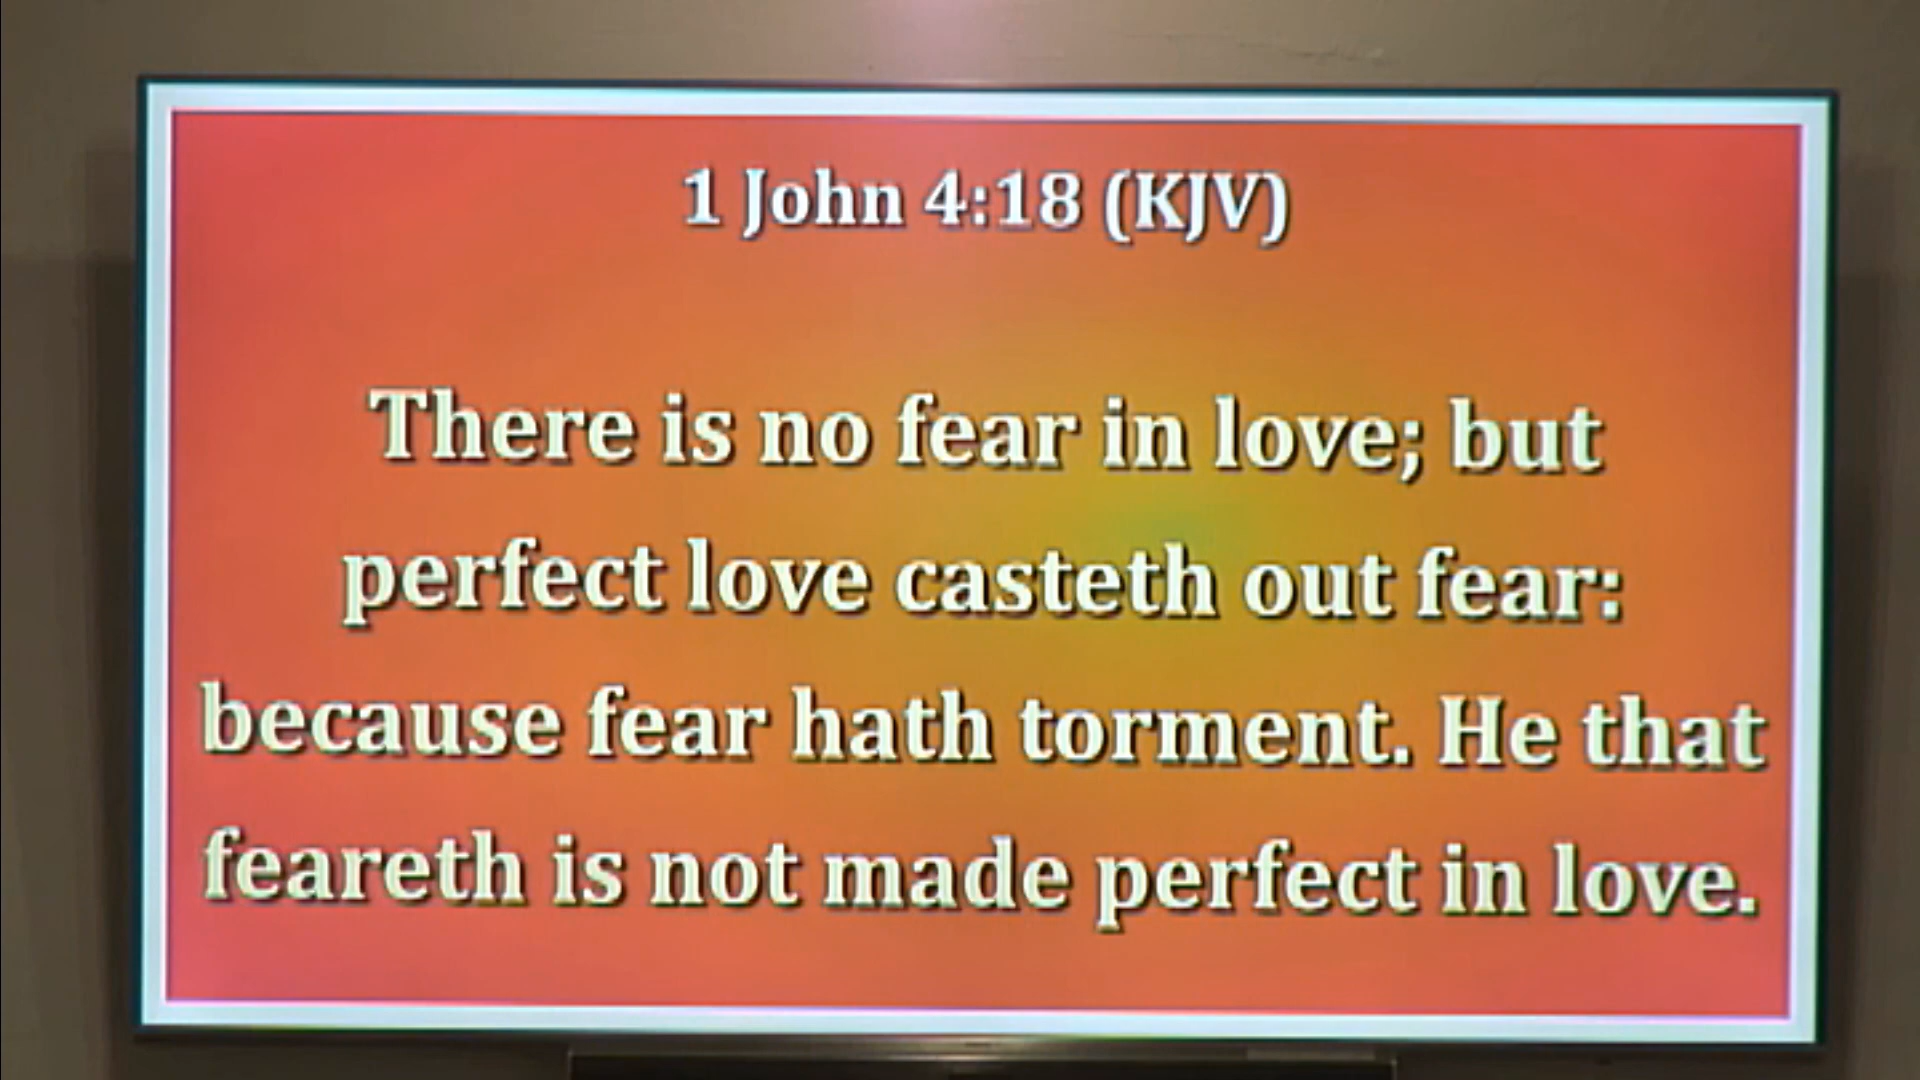 1 John 4:18 (KJV)
There is no fear in love; but
perfect love casteth out fear:
because fear hath torment. He that
feareth is not made perfect in love.